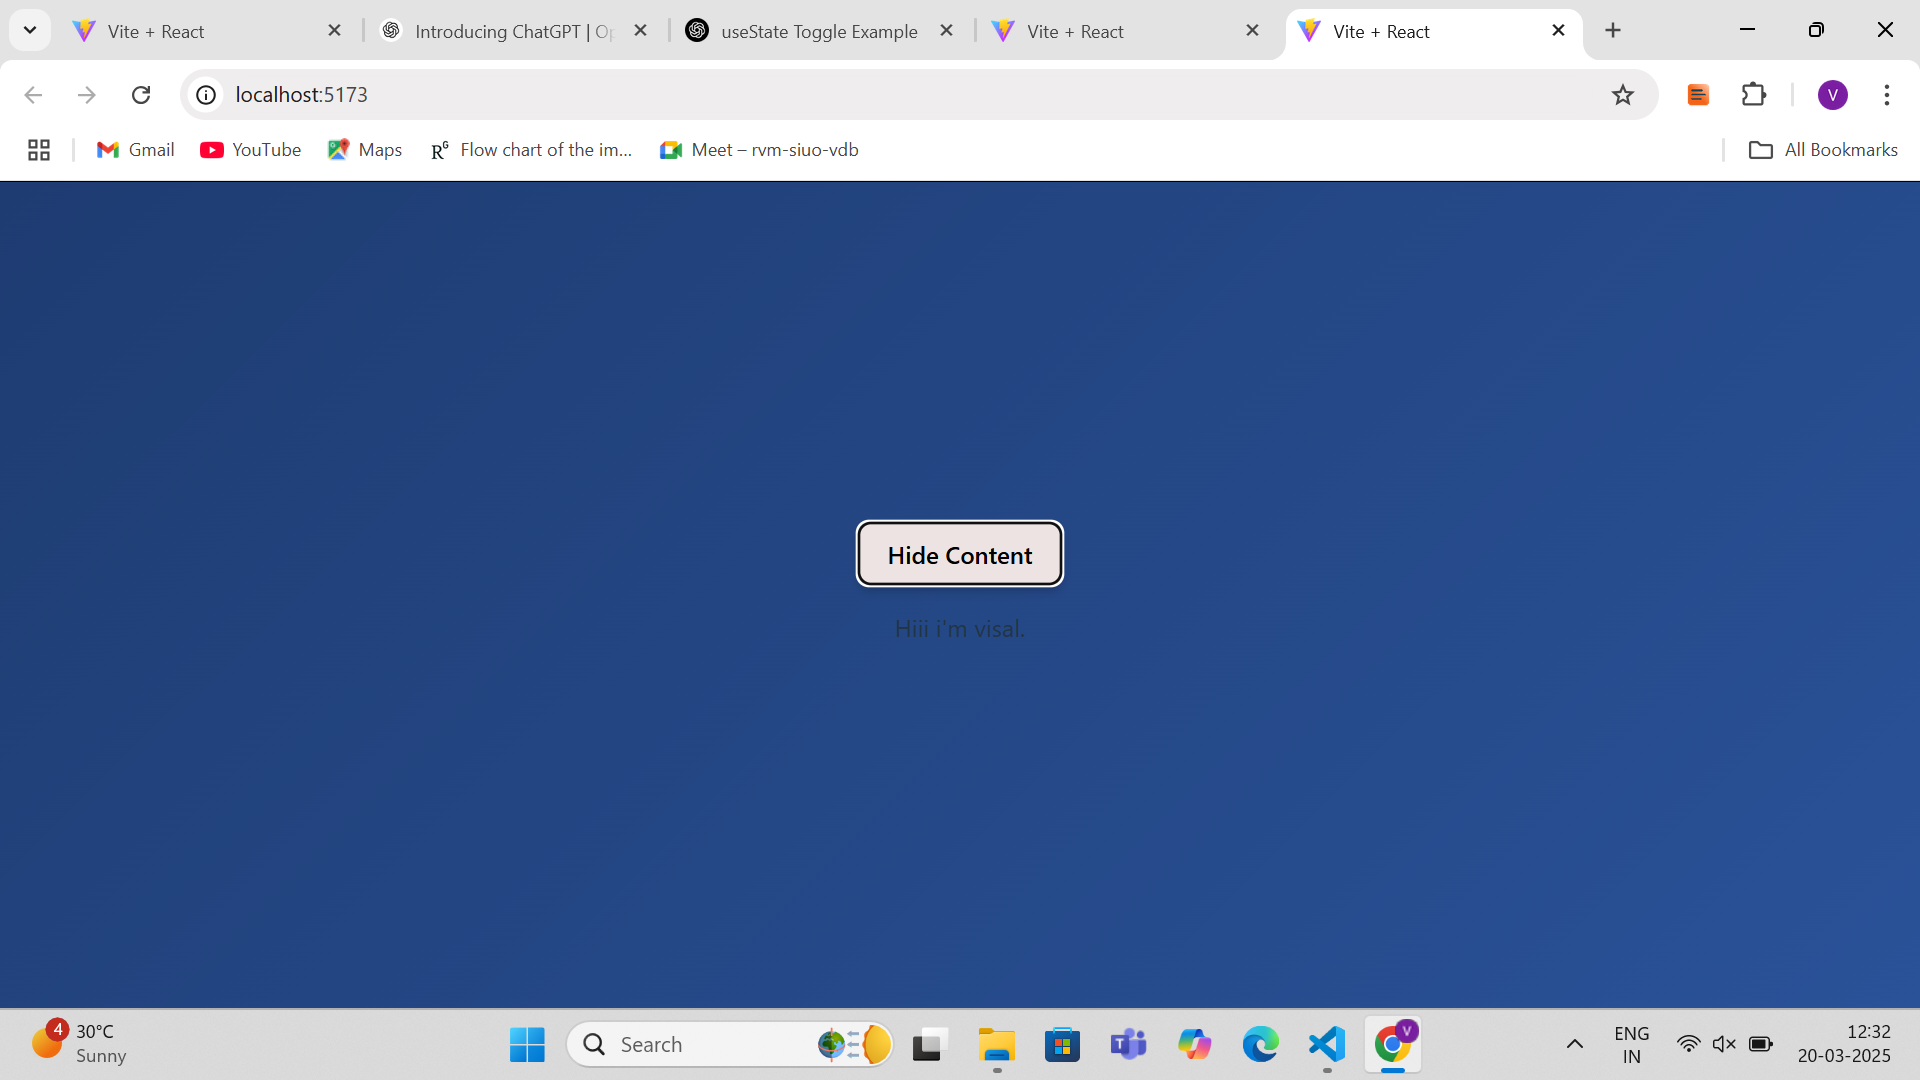 Vite + React
Introducing ChatGPT | Op
useState Toggle Example
Vite + React
Vite + React
localhost:5173
V
Gmail
YouTube
Maps
RG
Flow chart of the im...
Meet – rvm-siuo-vdb
All Bookmarks
Hide Content
Hiii i'm visal.
4
30°C
Sunny
Search
T
V
ENG
IN
12:32
20-03-2025